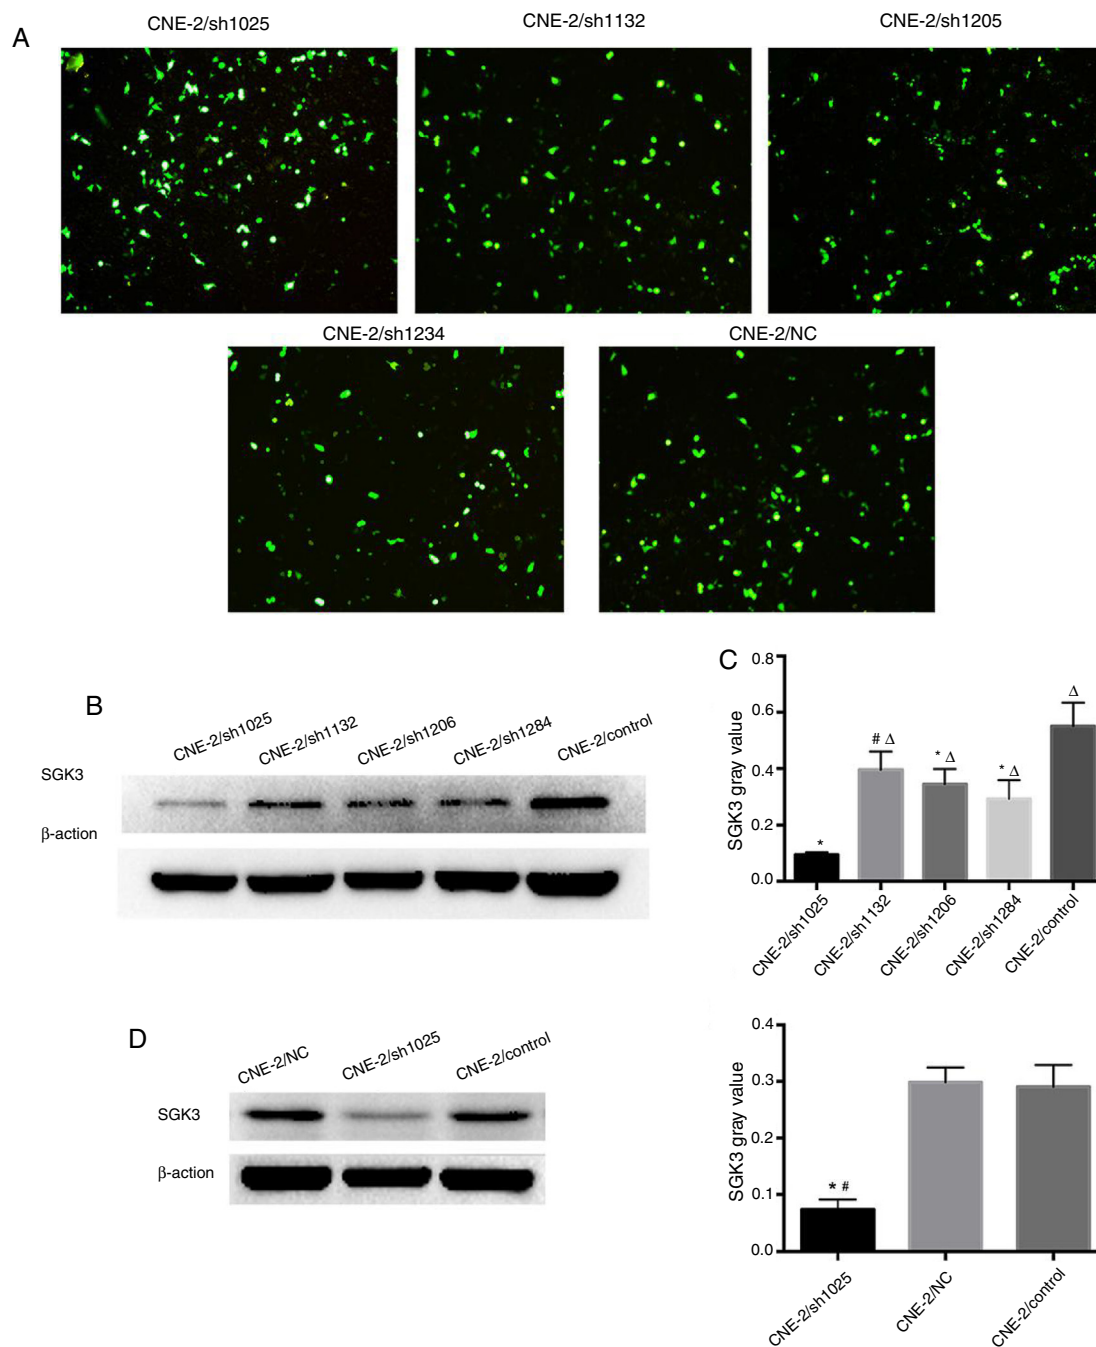 A
CNE-2/sh1025
CNE-2/sh1132
CNE-2/sh1205
CNE-2/sh1234
CNE-2/NC
B
CNE-2/sh1025
CNE-2/sh1132
CNE-2/sh1206
CNE-2/sh1284
CNE-2/control
SGK3
β-action
C
SGK3 gray value
0.8
0.6
0.4
0.2
0.0
*
# Δ
* Δ
* Δ
Δ
CNE-2/sh1025
CNE-2/sh1132
CNE-2/sh1206
CNE-2/sh1284
CNE-2/control
D
CNE-2/NC
CNE-2/sh1025
CNE-2/control
SGK3
β-action
SGK3 gray value
0.4
0.3
0.2
0.1
0.0
* #
CNE-2/sh1025
CNE-2/NC
CNE-2/control